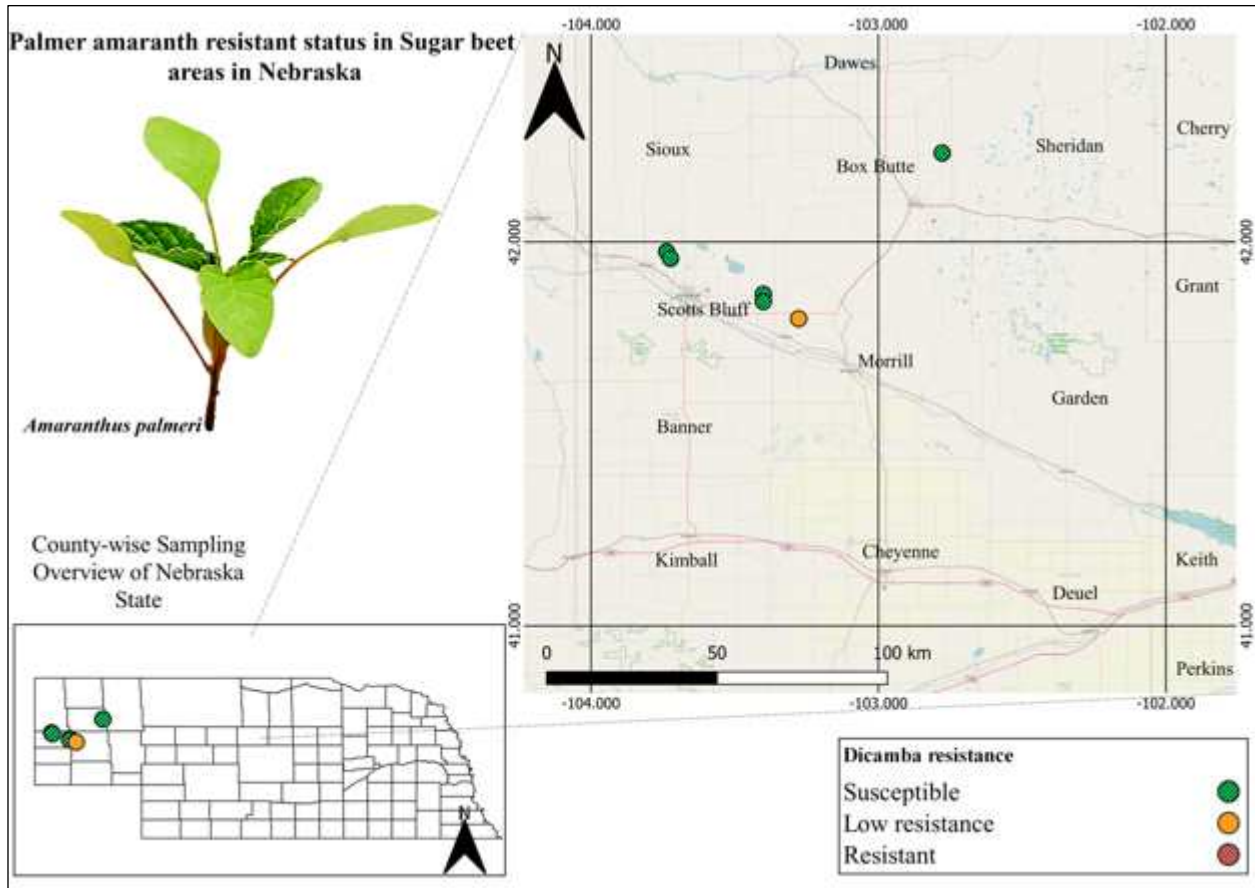 Palmer amaranth resistant status in Sugar beet
areas in Nebraska
Amaranthus palmeri
County-wise Sampling
Overview of Nebraska
State
N
-104.000
-103.000
-102.000
N
Dawes
Sioux
Box Butte
Sheridan
Cherry
42.000
42.000
Grant
Scotts Bluff
Morrill
Garden
Banner
Kimball
Cheyenne
Deuel
Keith
41.000
41.000
Perkins
0 50 100 km
-104.000
-103.000
-102.000
Dicamba resistance
Susceptible
Low resistance
Resistant